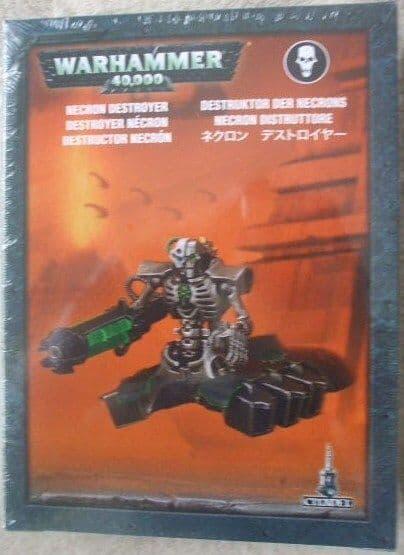 WARHAMMER
40,000
NECRON DESTROYER
DESTROYER NÉCRON
DESTRUCTOR NECRÓN
DESTRUKTOR DER NECRONS
NECRON DISTRUTTORE
ネクロン デストロイヤー
CITADEL